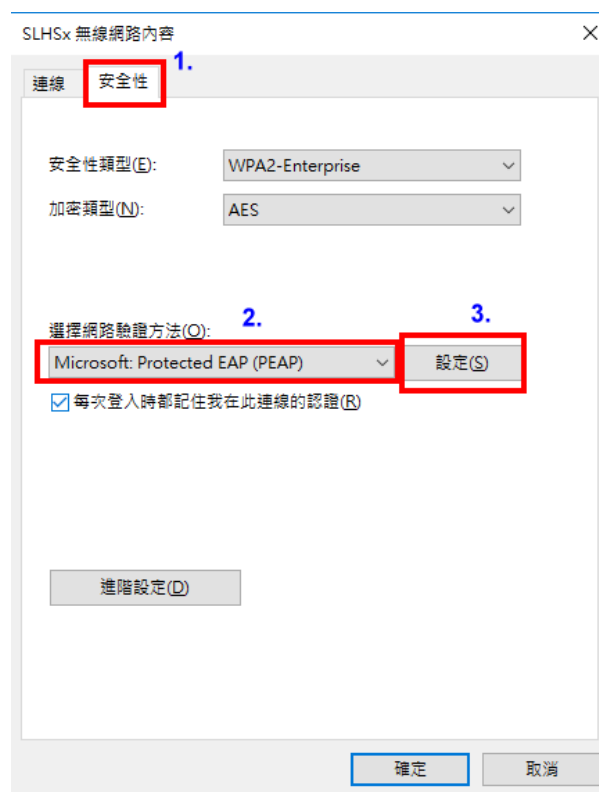 SLHSx 無線網路內容
1.
連線 安全性
安全性類型(E): WPA2-Enterprise
加密類型(N): AES
2. 3.
選擇網路驗證方法(O):
Microsoft: Protected EAP (PEAP) 設定(S)
每次登入時都記住我在此連線的認證(R)
進階設定(D)
確定 取消